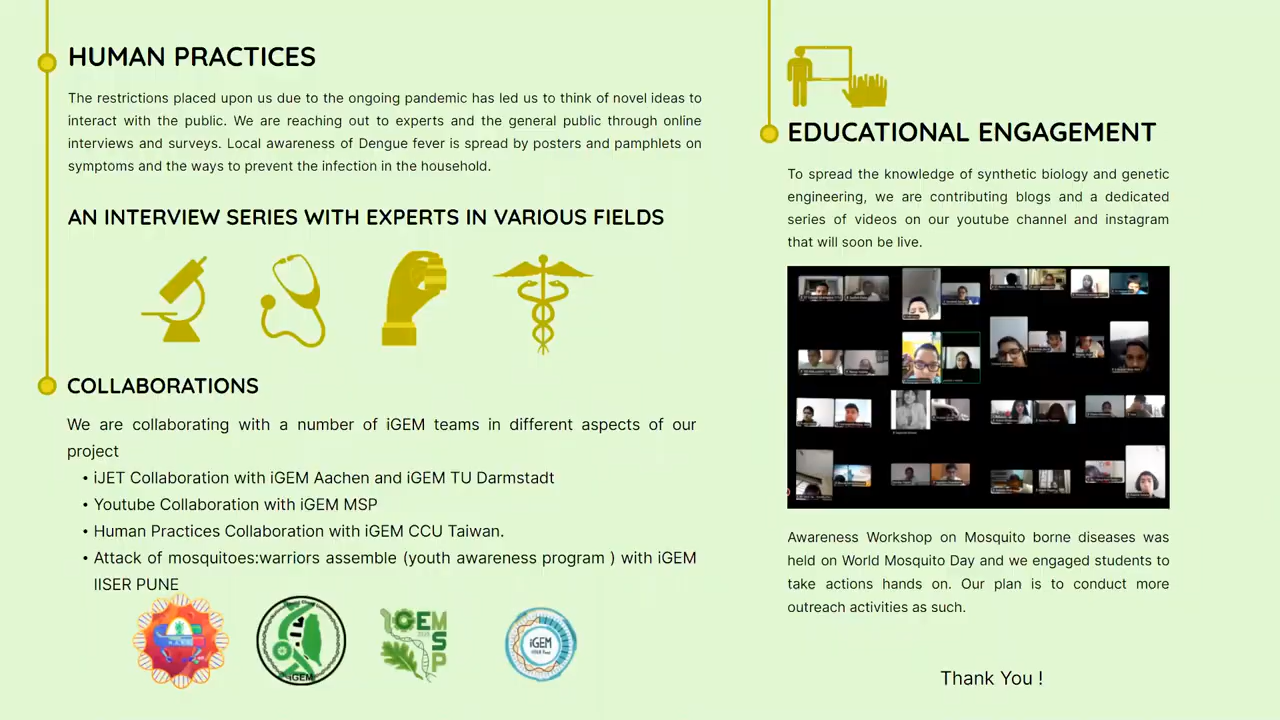 HUMAN PRACTICES
The restrictions placed upon us due to the ongoing pandemic has led us to think of novel ideas to
interact with the public. We are reaching out to experts and the general public through online
interviews and surveys. Local awareness of Dengue fever is spread by posters and pamphlets on
symptoms and the ways to prevent the infection in the household.
AN INTERVIEW SERIES WITH EXPERTS IN VARIOUS FIELDS
COLLABORATIONS
We are collaborating with a number of iGEM teams in different aspects of our
project
• iJET Collaboration with iGEM Aachen and iGEM TU Darmstadt
• Youtube Collaboration with iGEM MSP
• Human Practices Collaboration with iGEM CCU Taiwan.
• Attack of mosquitoes:warriors assemble (youth awareness program ) with iGEM
IISER PUNE
iGEM
iGEM
MSP
iGEM
EDUCATIONAL ENGAGEMENT
To spread the knowledge of synthetic biology and genetic
engineering, we are contributing blogs and a dedicated
series of videos on our youtube channel and instagram
that will soon be live.
Awareness Workshop on Mosquito borne diseases was
held on World Mosquito Day and we engaged students to
take actions hands on. Our plan is to conduct more
outreach activities as such.
Thank You !